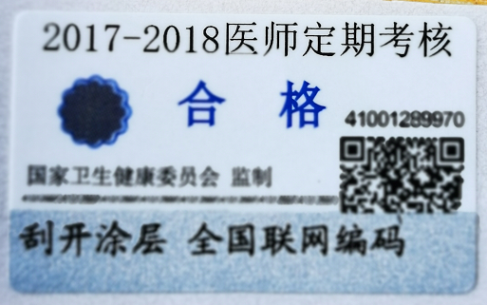 2017-2018医师定期考核
合 格
41001289970
国家卫生健康委员会 监制
刮开涂层 全国联网编码